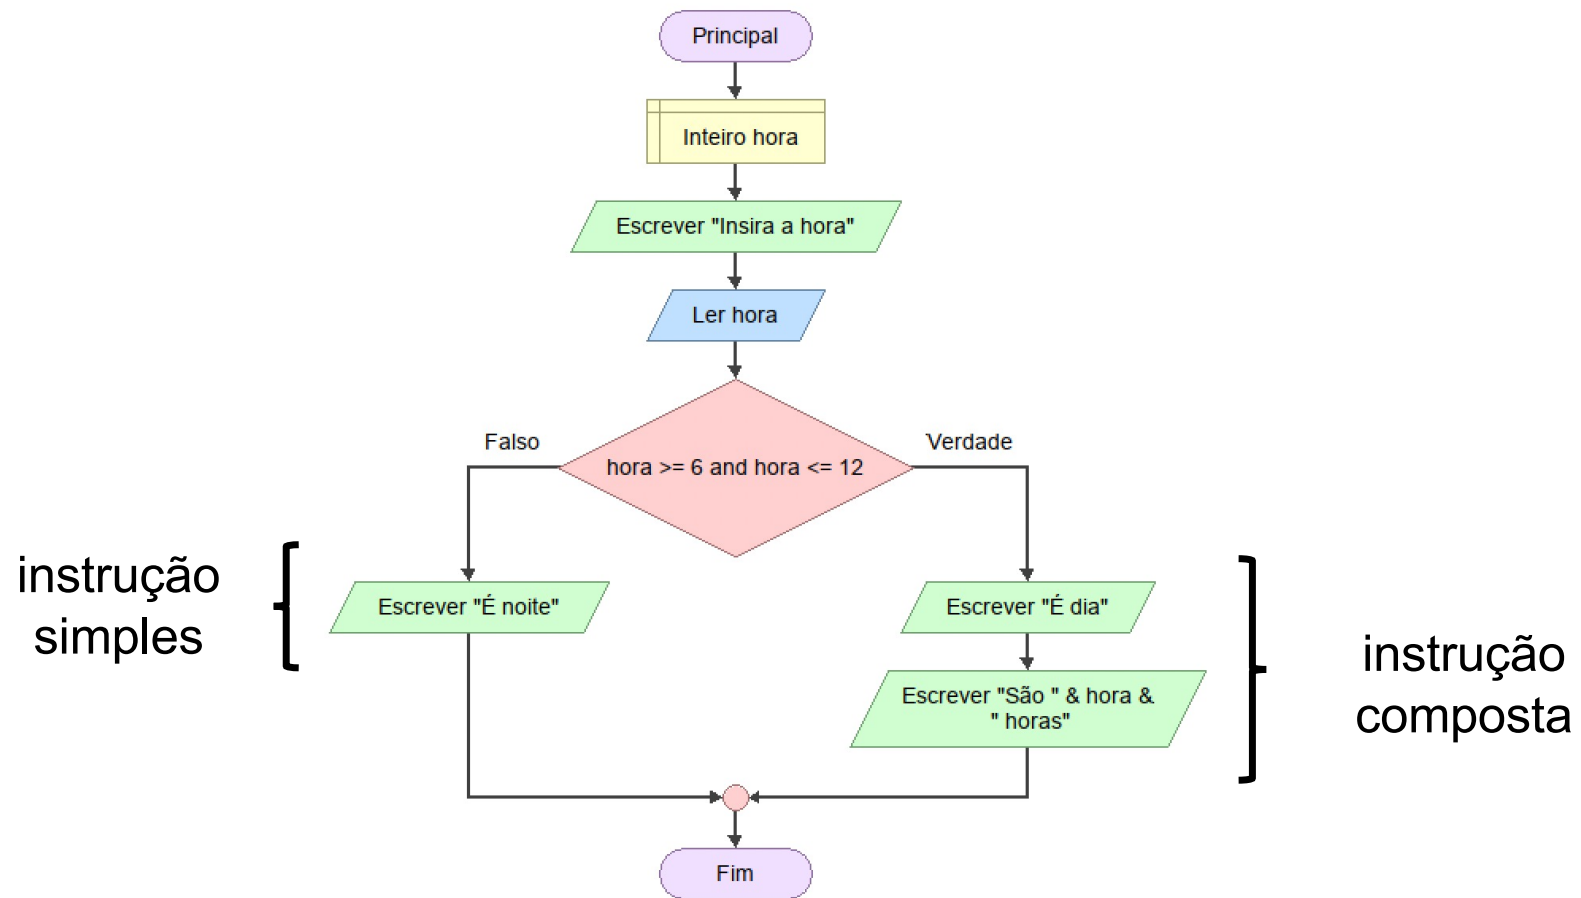 Principal
Inteiro hora
Escrever "Insira a hora"
Ler hora
Falso
Verdade
hora >= 6 and hora <= 12
instrução
simples
Escrever "É noite"
Escrever "É dia"
Escrever "São " & hora &
" horas"
instrução
composta
Fim